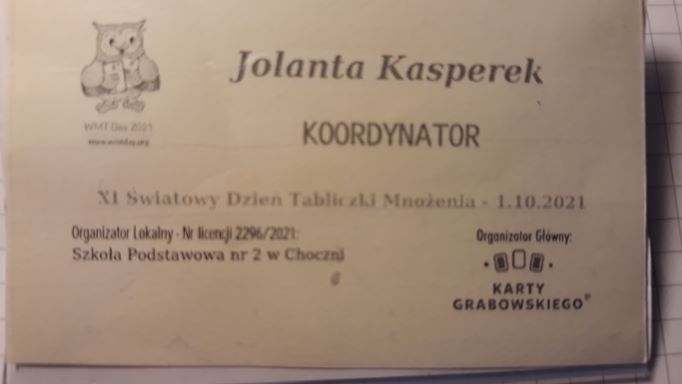 Jolanta Kasperek
WMT Day 2021
www.wmtday.org
KOORDYNATOR
XI Światowy Dzień Tabliczki Mnożenia - 1.10.2021
Organizator Lokalny - Nr licencji 2296/2021:
Szkoła Podstawowa nr 2 w Choczni
Organizator Główny:
KARTY
GRABOWSKIEGO®